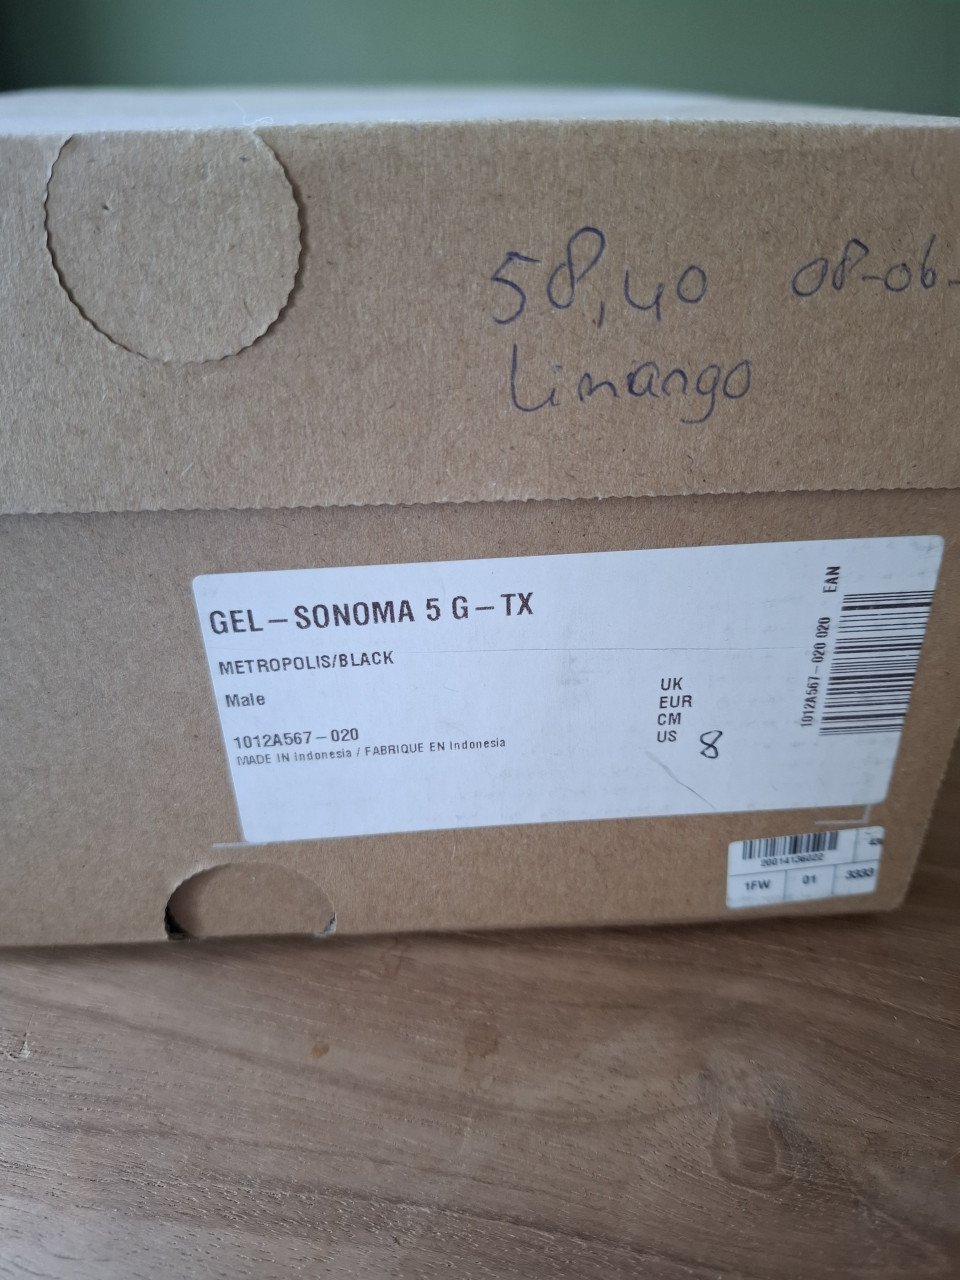 58,40 08-06-
Limango
GEL-SONOMA 5 G-TX
METROPOLIS/BLACK
Male
1012A567-020
MADE IN Indonesia / FABRIQUE EN Indonesia
UK
EUR
CM
US 8
EAN
1012A567-020 020
20014136022
1FW 01 3333